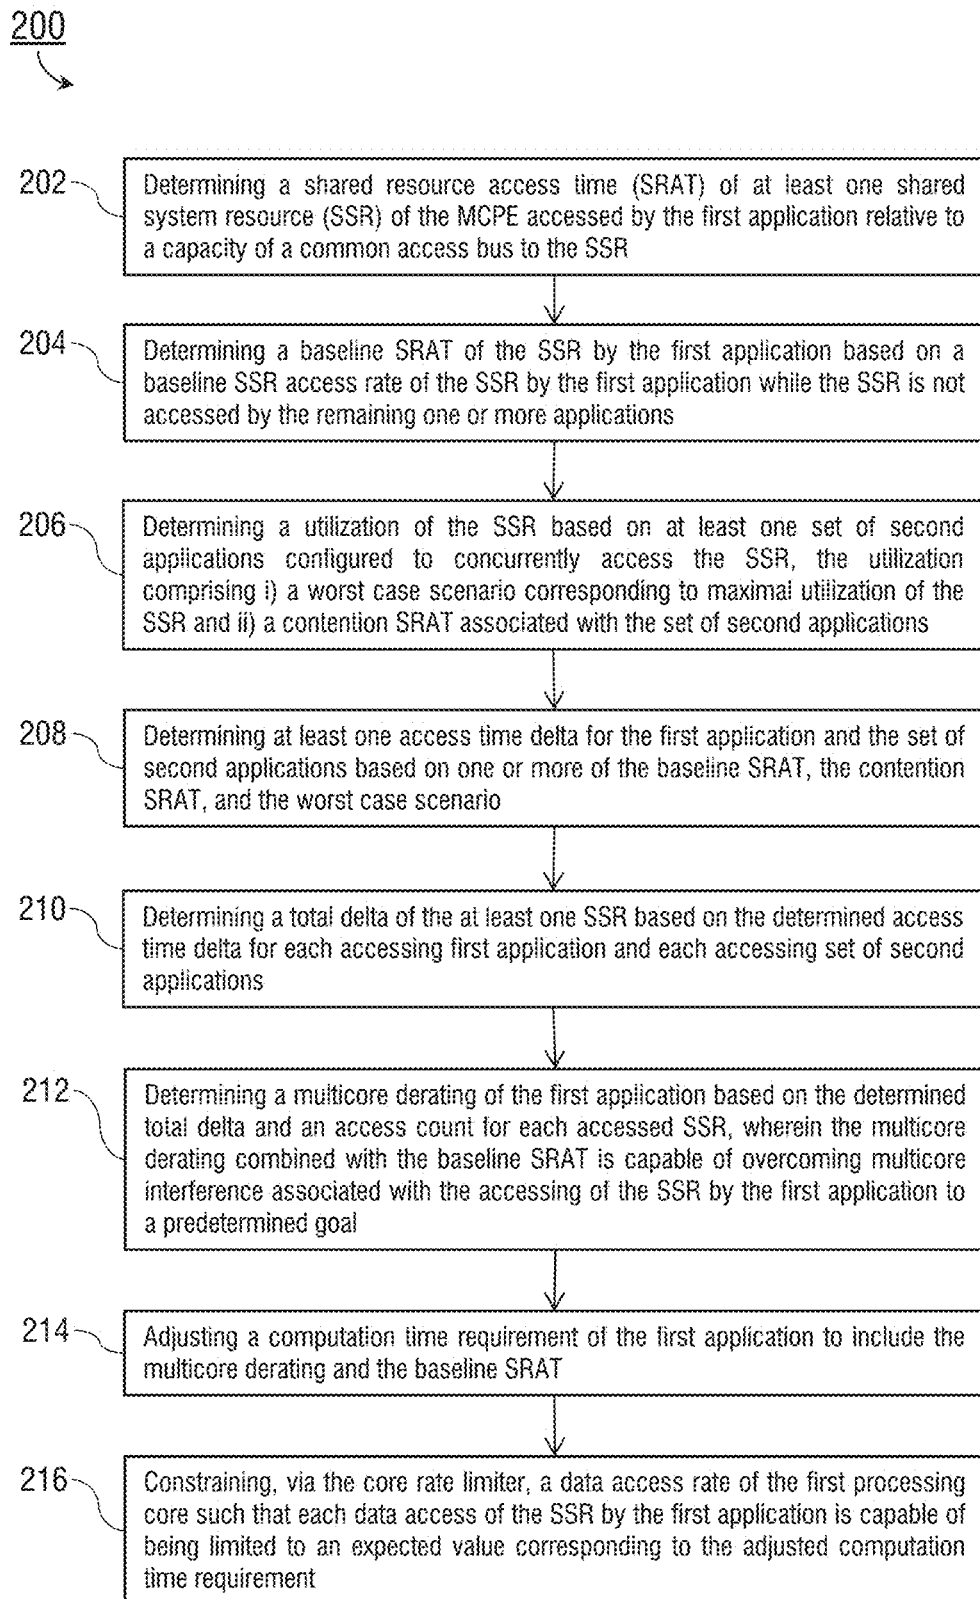 200
202
Determining a shared resource access time (SRAT) of at least one shared
system resource (SSR) of the MCPE accessed by the first application relative to
a capacity of a common access bus to the SSR
204
Determining a baseline SRAT of the SSR by the first application based on a
baseline SSR access rate of the SSR by the first application while the SSR is not
accessed by the remaining one or more applications
206
Determining a utilization of the SSR based on at least one set of second
applications configured to concurrently access the SSR, the utilization
comprising i) a worst case scenario corresponding to maximal utilization of the
SSR and ii) a contention SRAT associated with the set of second applications
208
Determining at least one access time delta for the first application and the set of
second applications based on one or more of the baseline SRAT, the contention
SRAT, and the worst case scenario
210
Determining a total delta of the at least one SSR based on the determined access
time delta for each accessing first application and each accessing set of second
applications
212
Determining a multicore derating of the first application based on the determined
total delta and an access count for each accessed SSR, wherein the multicore
derating combined with the baseline SRAT is capable of overcoming multicore
interference associated with the accessing of the SSR by the first application to
a predetermined goal
214
Adjusting a computation time requirement of the first application to include the
multicore derating and the baseline SRAT
216
Constraining, via the core rate limiter, a data access rate of the first processing
core such that each data access of the SSR by the first application is capable of
being limited to an expected value corresponding to the adjusted computation
time requirement